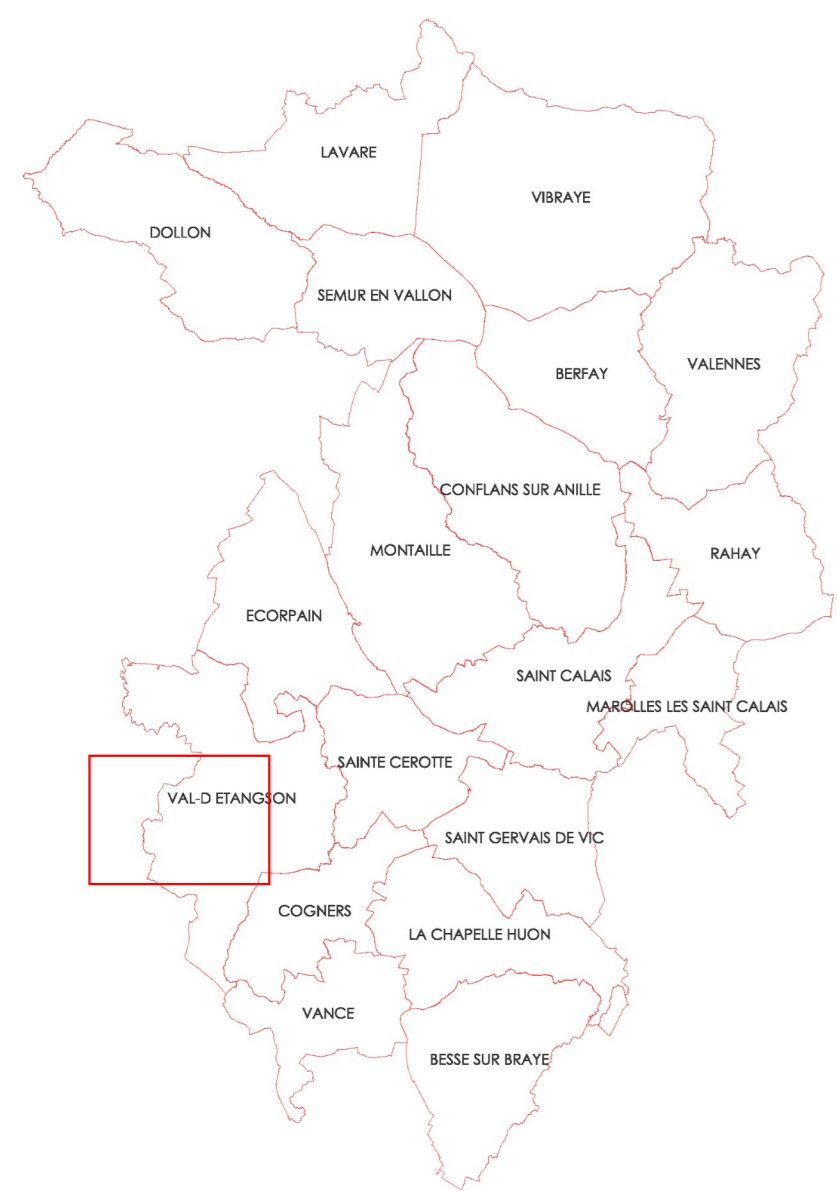 LAVARE
VIBRAYE
DOLLON
SEMUR EN VALLON
VALENNES
BERFAY
CONFLANS SUR ANILLE
MONTAILLE
RAHAY
ECORPAIN
SAINT CALAIS
MAROLLES LES SAINT CALAIS
SAINTE CEROTTE
VAL-D ETANGSON
SAINT GERVAIS DE VIC
COGNERS
LA CHAPELLE HUON
VANCE
BESSE SUR BRAYE